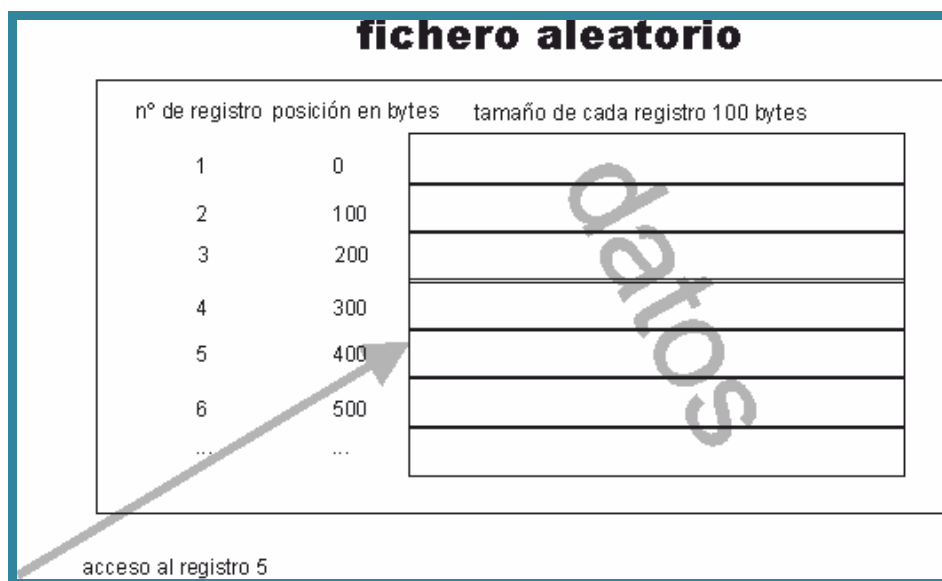 fichero aleatorio
nº de registro posición en bytes tamaño de cada registro 100 bytes
1 0
2 100
3 200
4 300
5 400
6 500
... ...
datos
acceso al registro 5